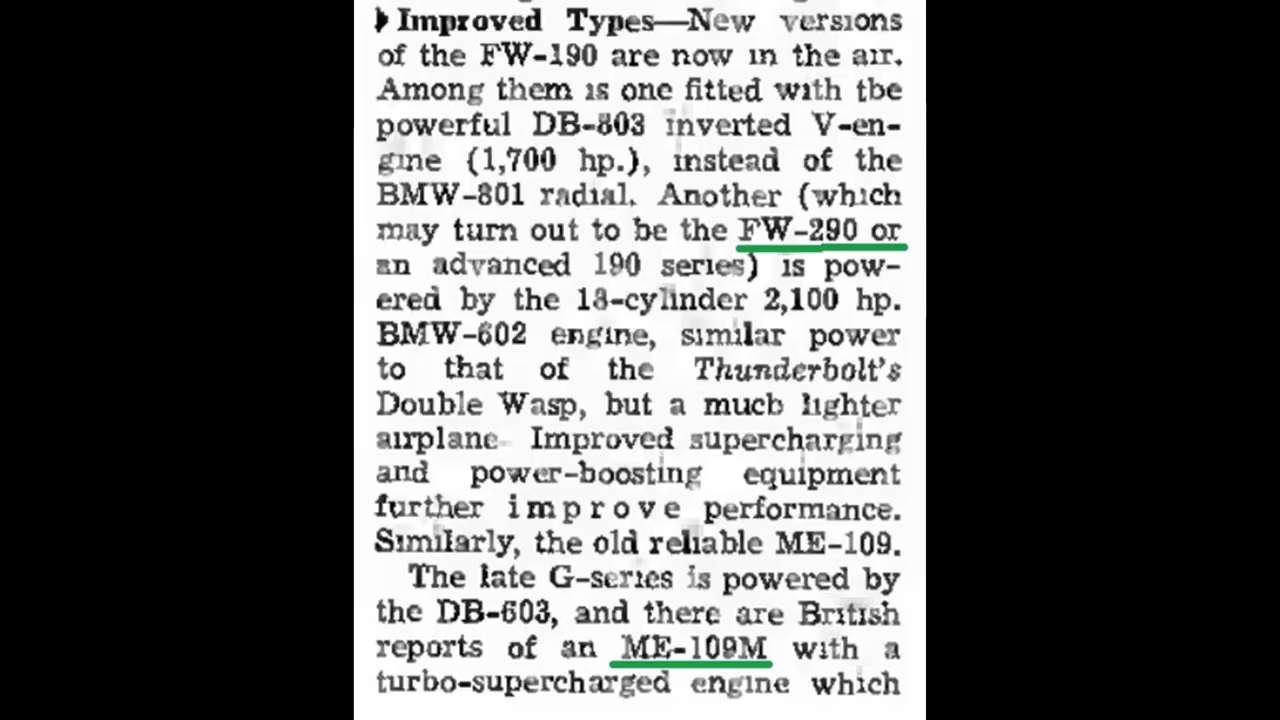 Improved Types—New versions
of the FW-190 are now in the air.
Among them is one fitted with the
powerful DB-603 inverted V-en-
gine (1,700 hp.), instead of the
BMW-801 radial. Another (which
may turn out to be the FW-290 or
an advanced 190 series) is pow-
ered by the 18-cylinder 2,100 hp.
BMW-602 engine, similar power
to that of the Thunderbolt's
Double Wasp, but a much lighter
airplane. Improved supercharging
and power-boosting equipment
further improve performance.
Similarly, the old reliable ME-109.
The late G-series is powered by
the DB-603, and there are British
reports of an ME-109M with a
turbo-supercharged engine which